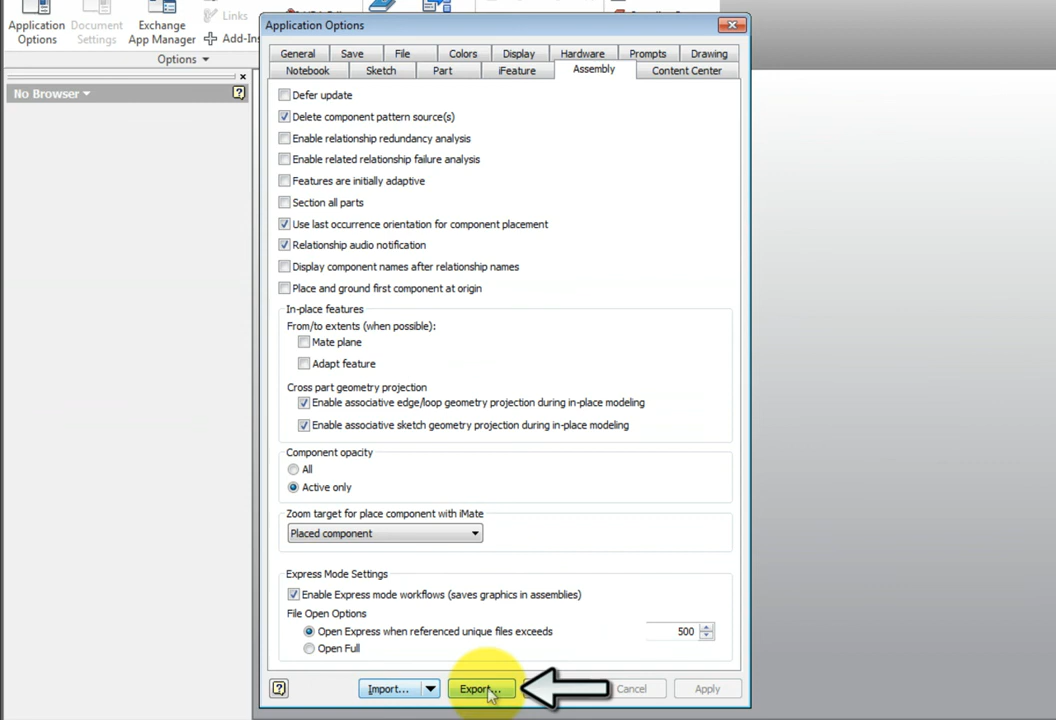 Application Options
Application
Options
Document
Settings
Exchange
App Manager
Links
Add-Ins
Options
No Browser
General Save File Colors Display Hardware Prompts Drawing
Notebook Sketch Part iFeature Assembly Content Center
Defer update
Delete component pattern source(s)
Enable relationship redundancy analysis
Enable related relationship failure analysis
Features are initially adaptive
Section all parts
Use last occurrence orientation for component placement
Relationship audio notification
Display component names after relationship names
Place and ground first component at origin
In-place features
From/to extents (when possible):
Mate plane
Adapt feature
Cross part geometry projection
Enable associative edge/loop geometry projection during in-place modeling
Enable associative sketch geometry projection during in-place modeling
Component opacity
All
Active only
Zoom target for place component with iMate
Placed component
Express Mode Settings
Enable Express mode workflows (saves graphics in assemblies)
File Open Options
Open Express when referenced unique files exceeds 500
Open Full
Import... Export... Cancel Apply